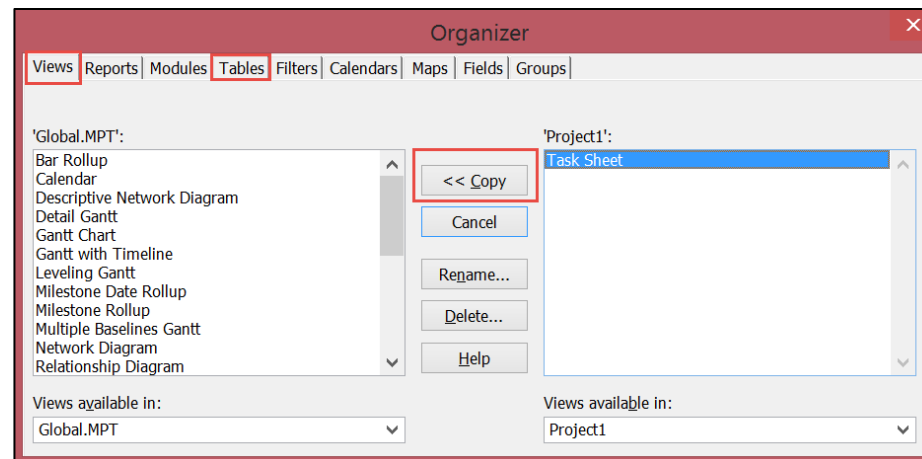 Organizer
Views Reports Modules Tables Filters Calendars Maps Fields Groups
'Global.MPT':
Bar Rollup
Calendar
Descriptive Network Diagram
Detail Gantt
Gantt Chart
Gantt with Timeline
Leveling Gantt
Milestone Date Rollup
Milestone Rollup
Multiple Baselines Gantt
Network Diagram
Relationship Diagram
Views available in:
Global.MPT
<< Copy
Cancel
Rename...
Delete...
Help
'Project1':
Task Sheet
Views available in:
Project1